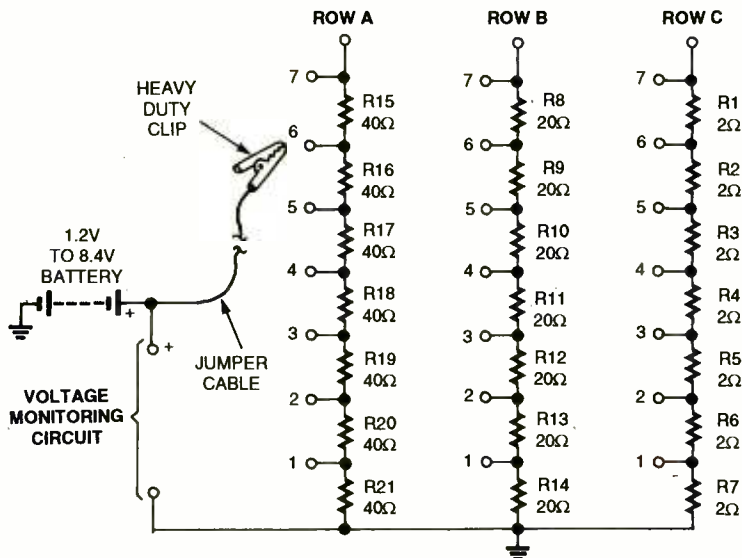 ROW A
ROW B
ROW C
HEAVY
DUTY
CLIP
1.2V
TO 8.4V
BATTERY
+
JUMPER
CABLE
+
VOLTAGE
MONITORING
CIRCUIT
7
R15
40Ω
6
R16
40Ω
5
R17
40Ω
4
R18
40Ω
3
R19
40Ω
2
R20
40Ω
1
R21
40Ω
7
R8
20Ω
6
R9
20Ω
5
R10
20Ω
4
R11
20Ω
3
R12
20Ω
2
R13
20Ω
1
R14
20Ω
7
R1
2Ω
6
R2
2Ω
5
R3
2Ω
4
R4
2Ω
3
R5
2Ω
2
R6
2Ω
1
R7
2Ω